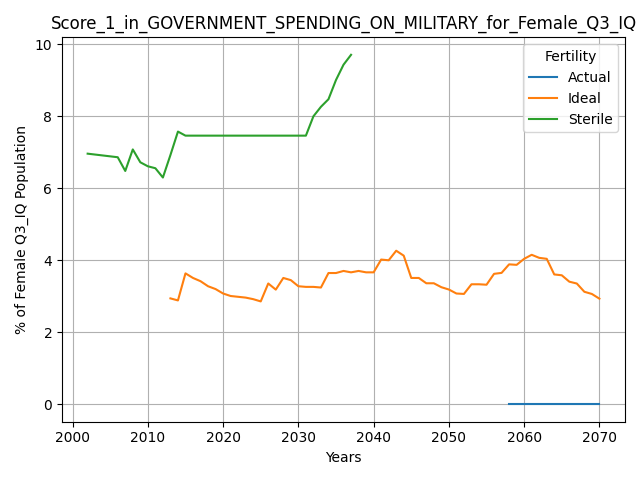 Score_1_in_GOVERNMENT_SPENDING_ON_MILITARY_for_Female_Q3_IQ
Fertility
Actual
Ideal
Sterile
% of Female Q3_IQ Population
10
8
6
4
2
0
2000 2010 2020 2030 2040 2050 2060 2070
Years